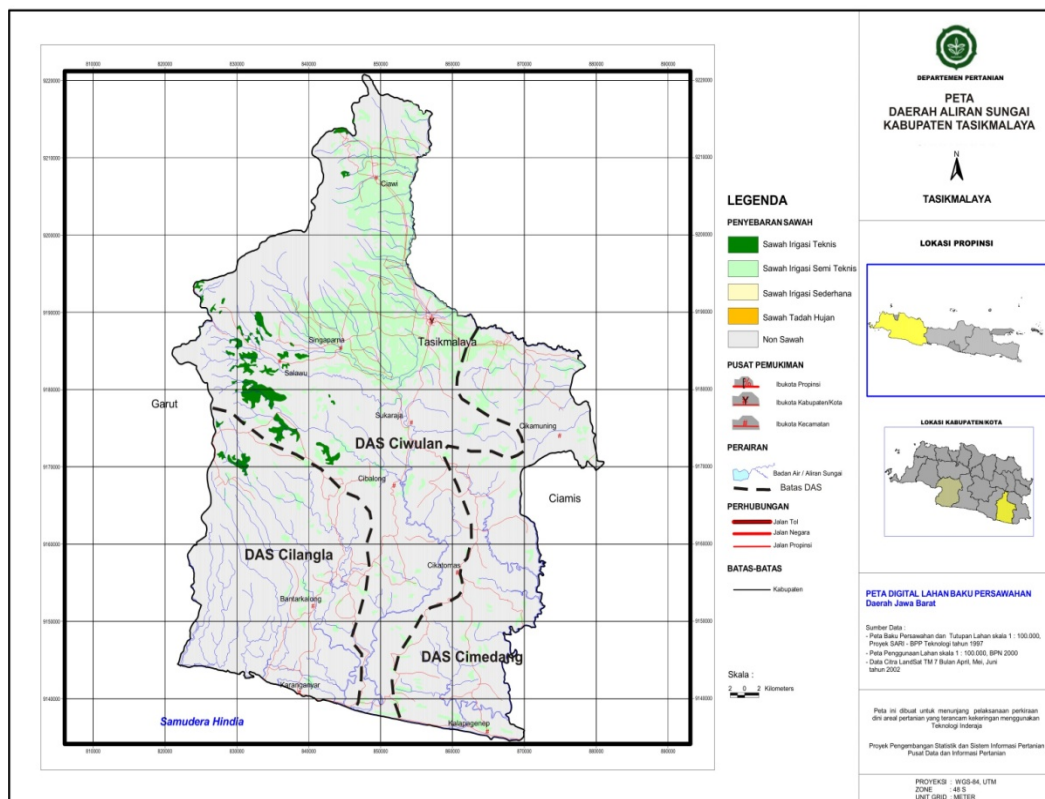 DEPARTEMEN PERTANIAN
PETA
DAERAH ALIRAN SUNGAI
KABUPATEN TASIKMALAYA
N
TASIKMALAYA
LOKASI PROPINSI
LOKASI KABUPATEN/KOTA
PETA DIGITAL LAHAN BAKU PERSAWAHAN
Daerah Jawa Barat
Sumber Data :
- Peta Baku Persawahan dan Tutupan Lahan skala 1 : 100.000,
Proyek SARI - BPP Teknologi tahun 1997
- Peta Penggunaan Lahan skala 1 : 100.000, BPN 2000
- Data Citra LandSat TM 7 Bulan April, Mei, Juni
tahun 2002
Peta ini dibuat untuk menunjang pelaksanaan perkiraan
dini areal pertanian yang terancam kekeringan menggunakan
Teknologi Inderaja
Proyek Pengembangan Statistik dan Sistem Informasi Pertanian
Pusat Data dan Informasi Pertanian
PROYEKSI : WGS-84, UTM
ZONE : 48 S
UNIT GRID : METER
LEGENDA
PENYEBARAN SAWAH
Sawah Irigasi Teknis
Sawah Irigasi Semi Teknis
Sawah Irigasi Sederhana
Sawah Tadah Hujan
Non Sawah
PUSAT PEMUKIMAN
Ibukota Propinsi
Ibukota Kabupaten/Kota
Ibukota Kecamatan
PERAIRAN
Badan Air / Aliran Sungai
Batas DAS
PERHUBUNGAN
Jalan Tol
Jalan Negara
Jalan Propinsi
BATAS-BATAS
Kabupaten
Skala :
2 0 2 Kilometers
Ciawi
Tasikmalaya
Singaparna
Salawu
Garut
Sukaraja
Cikamuning
DAS Ciwulan
Cibalong
Ciamis
DAS Cilangla
Cikatomas
Bantarkalong
DAS Cimedang
Karanganyar
Kalapagenep
Samudera Hindia